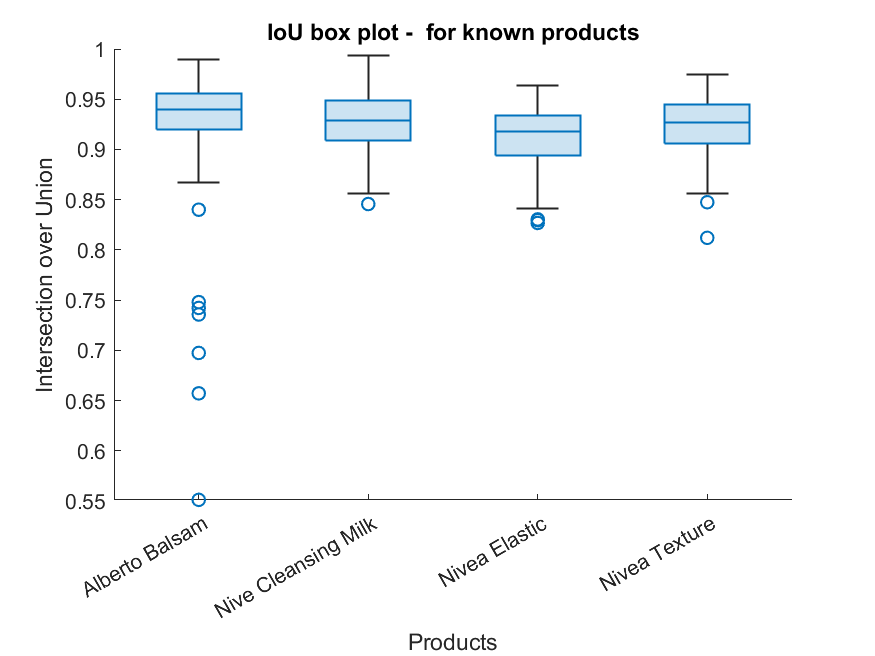 IoU box plot -  for known products
1
0.95
0.9
0.85
0.8
0.75
0.7
0.65
0.6
0.55
Intersection over Union
Alberto Balsam
Nive Cleansing Milk
Nivea Elastic
Nivea Texture
Products